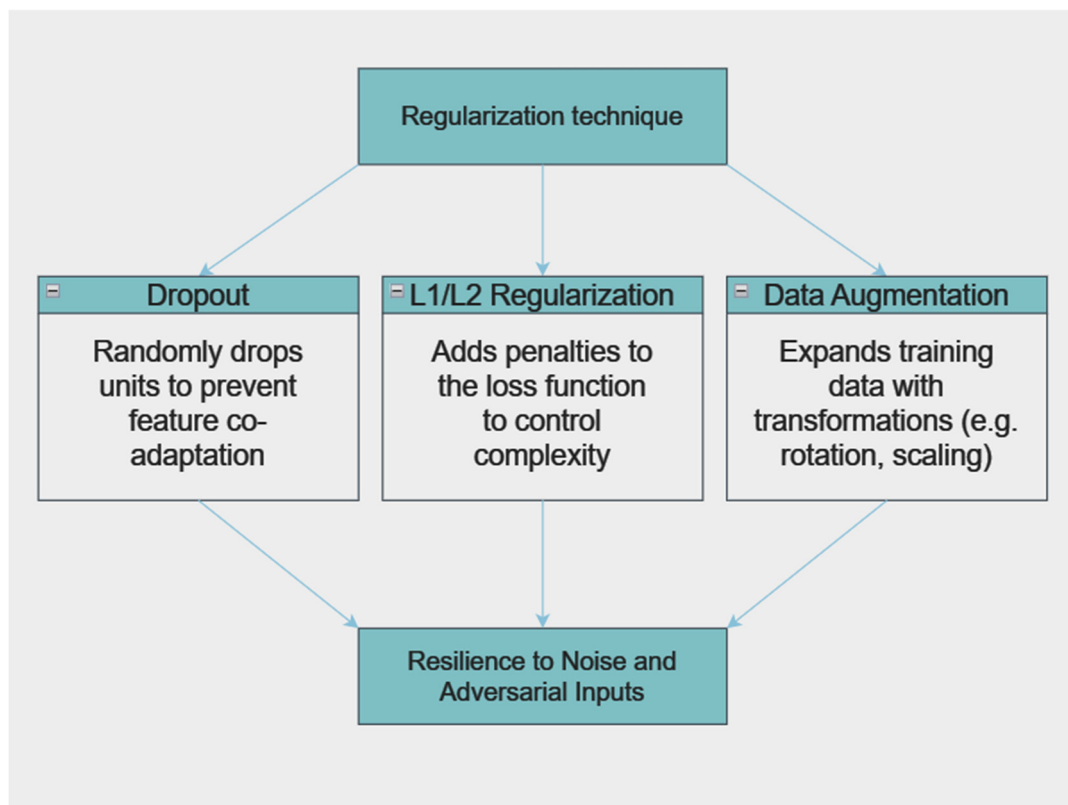 Regularization technique
Dropout
Randomly drops
units to prevent
feature co-
adaptation
L1/L2 Regularization
Adds penalties to
the loss function
to control
complexity
Data Augmentation
Expands training
data with
transformations (e.g.
rotation, scaling)
Resilience to Noise and
Adversarial Inputs